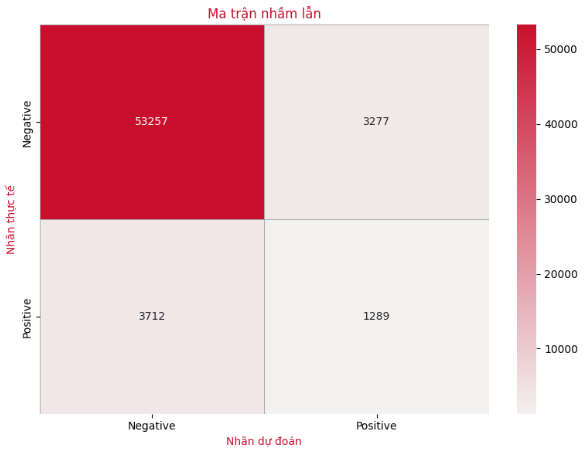 Ma trận nhầm lẫn
Negative
53257
3277
Positive
3712
1289
Negative
Positive
Nhãn thực tế
Nhãn dự đoán
50000
40000
30000
20000
10000